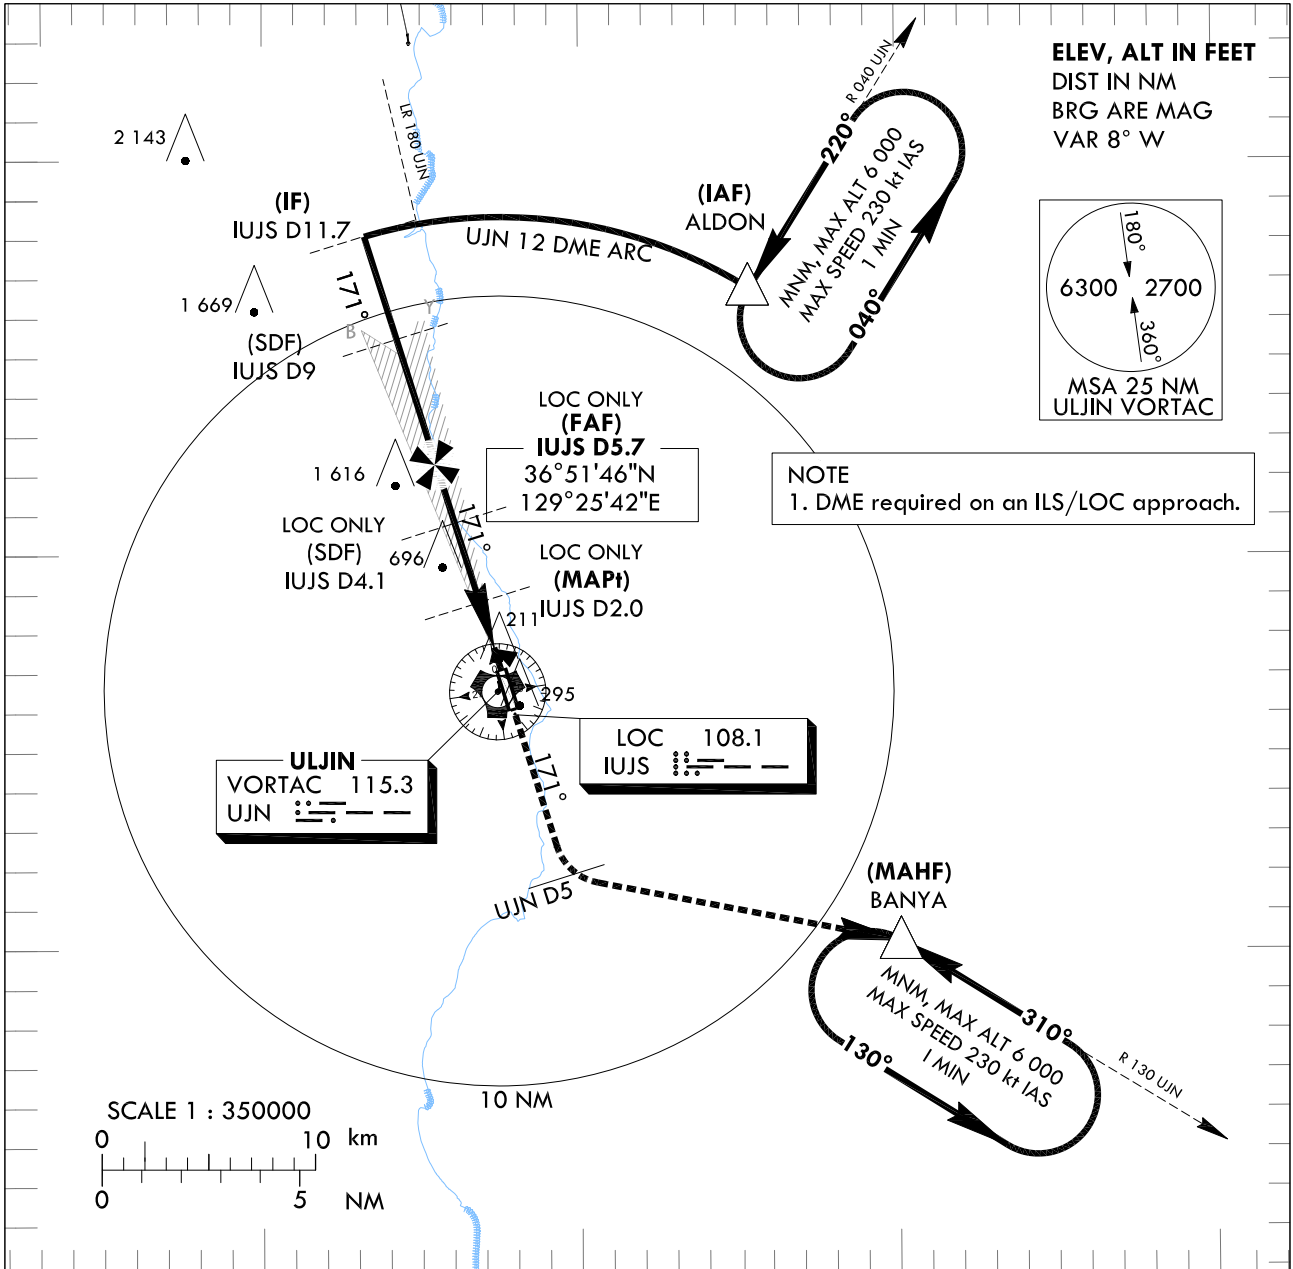 ELEV, ALT IN FEET
DIST IN NM
BRG ARE MAG
VAR 8° W
R 040 UJN
220°
MNM, MAX ALT 6 000
MAX SPEED 230 kt IAS
1 MIN
040°
(IAF)
ALDON
LR 180 UJN
2 143
(IF)
IUJS D11.7
UJN 12 DME ARC
171°
1 669
B
Y
(SDF)
IUJS D9
180°
6300
2700
360°
MSA 25 NM
ULJIN VORTAC
LOC ONLY
(FAF)
IUJS D5.7
36°51'46"N
129°25'42"E
NOTE
1. DME required on an ILS/LOC approach.
1 616
171°
LOC ONLY
(SDF)
IUJS D4.1
696
LOC ONLY
(MAPt)
IUJS D2.0
211
295
LOC 108.1
IUJS
ULJIN
VORTAC 115.3
UJN
171°
UJN D5
(MAHF)
BANYA
MNM, MAX ALT 6 000
MAX SPEED 230 kt IAS
1 MIN
310°
130°
R 130 UJN
10 NM
SCALE 1 : 350000
0 10 km
0 5 NM